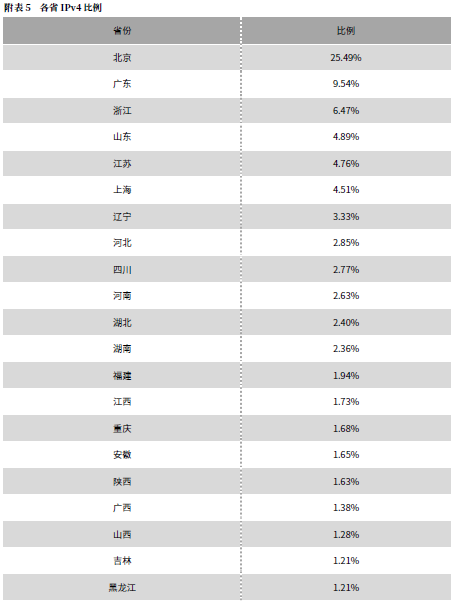 附表 5 各省 IPv4 比例
省份 比例
北京 25.49%
广东 9.54%
浙江 6.47%
山东 4.89%
江苏 4.76%
上海 4.51%
辽宁 3.33%
河北 2.85%
四川 2.77%
河南 2.63%
湖北 2.40%
湖南 2.36%
福建 1.94%
江西 1.73%
重庆 1.68%
安徽 1.65%
陕西 1.63%
广西 1.38%
山西 1.28%
吉林 1.21%
黑龙江 1.21%